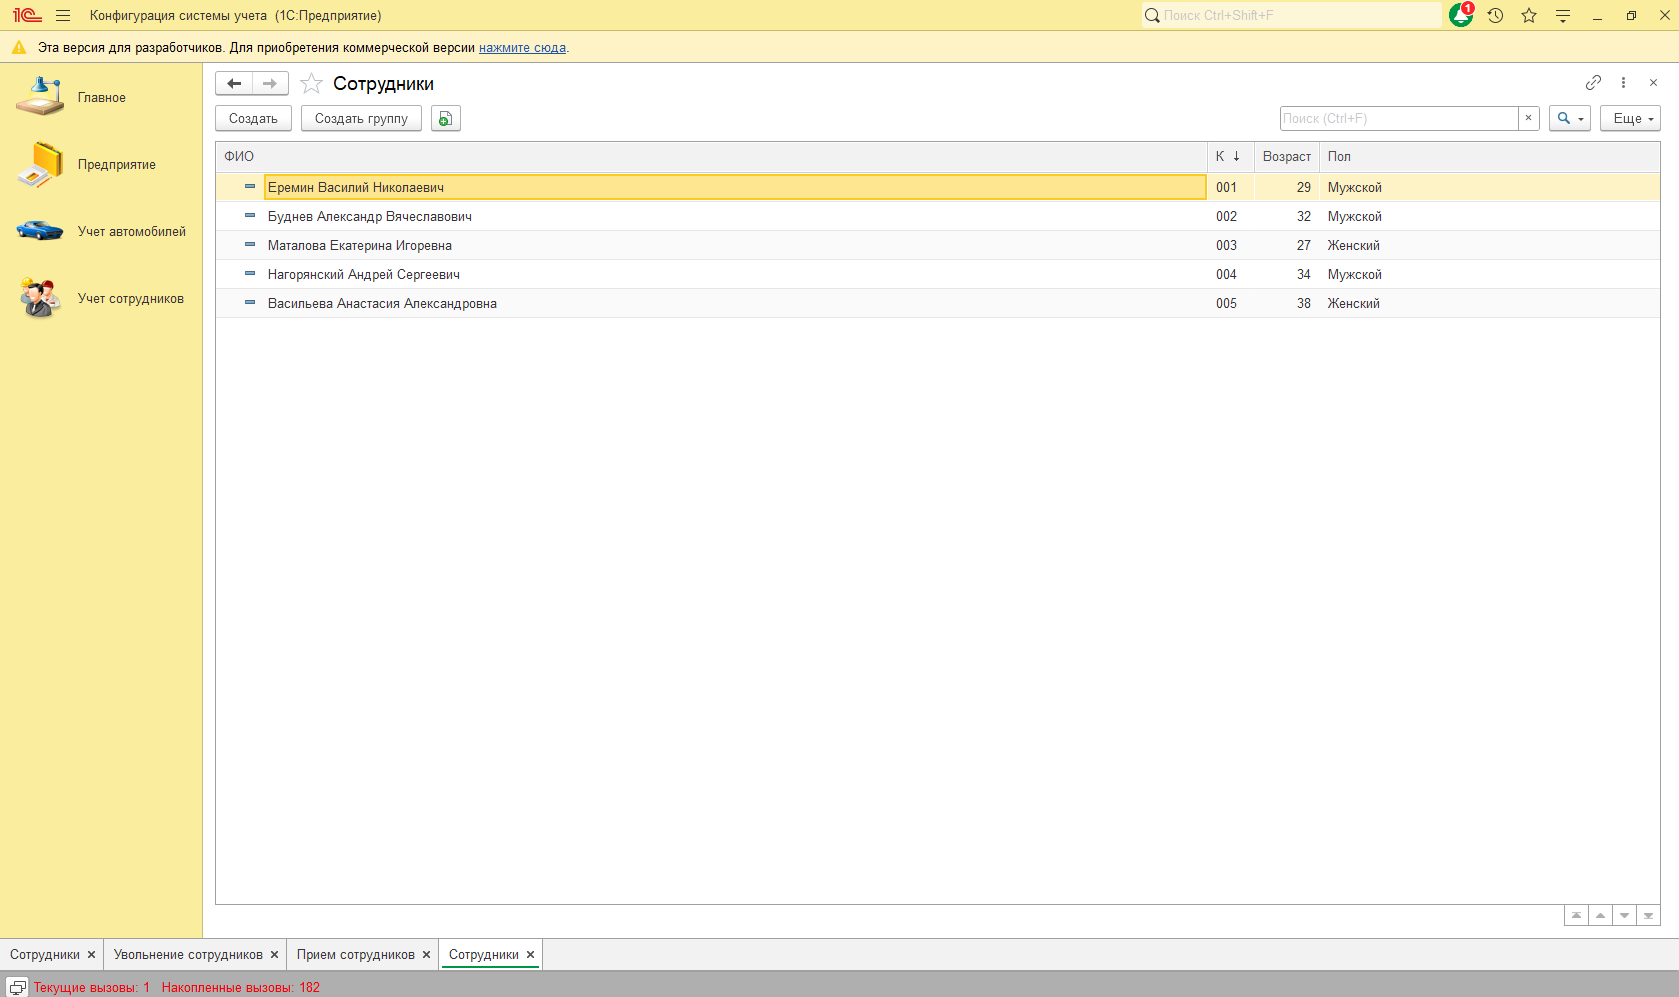 1С Конфигурация системы учета (1С:Предприятие) Поиск Ctrl+Shift+F 1
Эта версия для разработчиков. Для приобретения коммерческой версии нажмите сюда.
Главное
Предприятие
Учет автомобилей
Учет сотрудников
Сотрудники
Создать Создать группу Поиск (Ctrl+F) × Еще
ФИО К ↓ Возраст Пол
Еремин Василий Николаевич 001 29 Мужской
Буднев Александр Вячеславович 002 32 Мужской
Маталова Екатерина Игоревна 003 27 Женский
Нагорянский Андрей Сергеевич 004 34 Мужской
Васильева Анастасия Александровна 005 38 Женский
Сотрудники × Увольнение сотрудников × Прием сотрудников × Сотрудники ×
Текущие вызовы: 1 Накопленные вызовы: 182